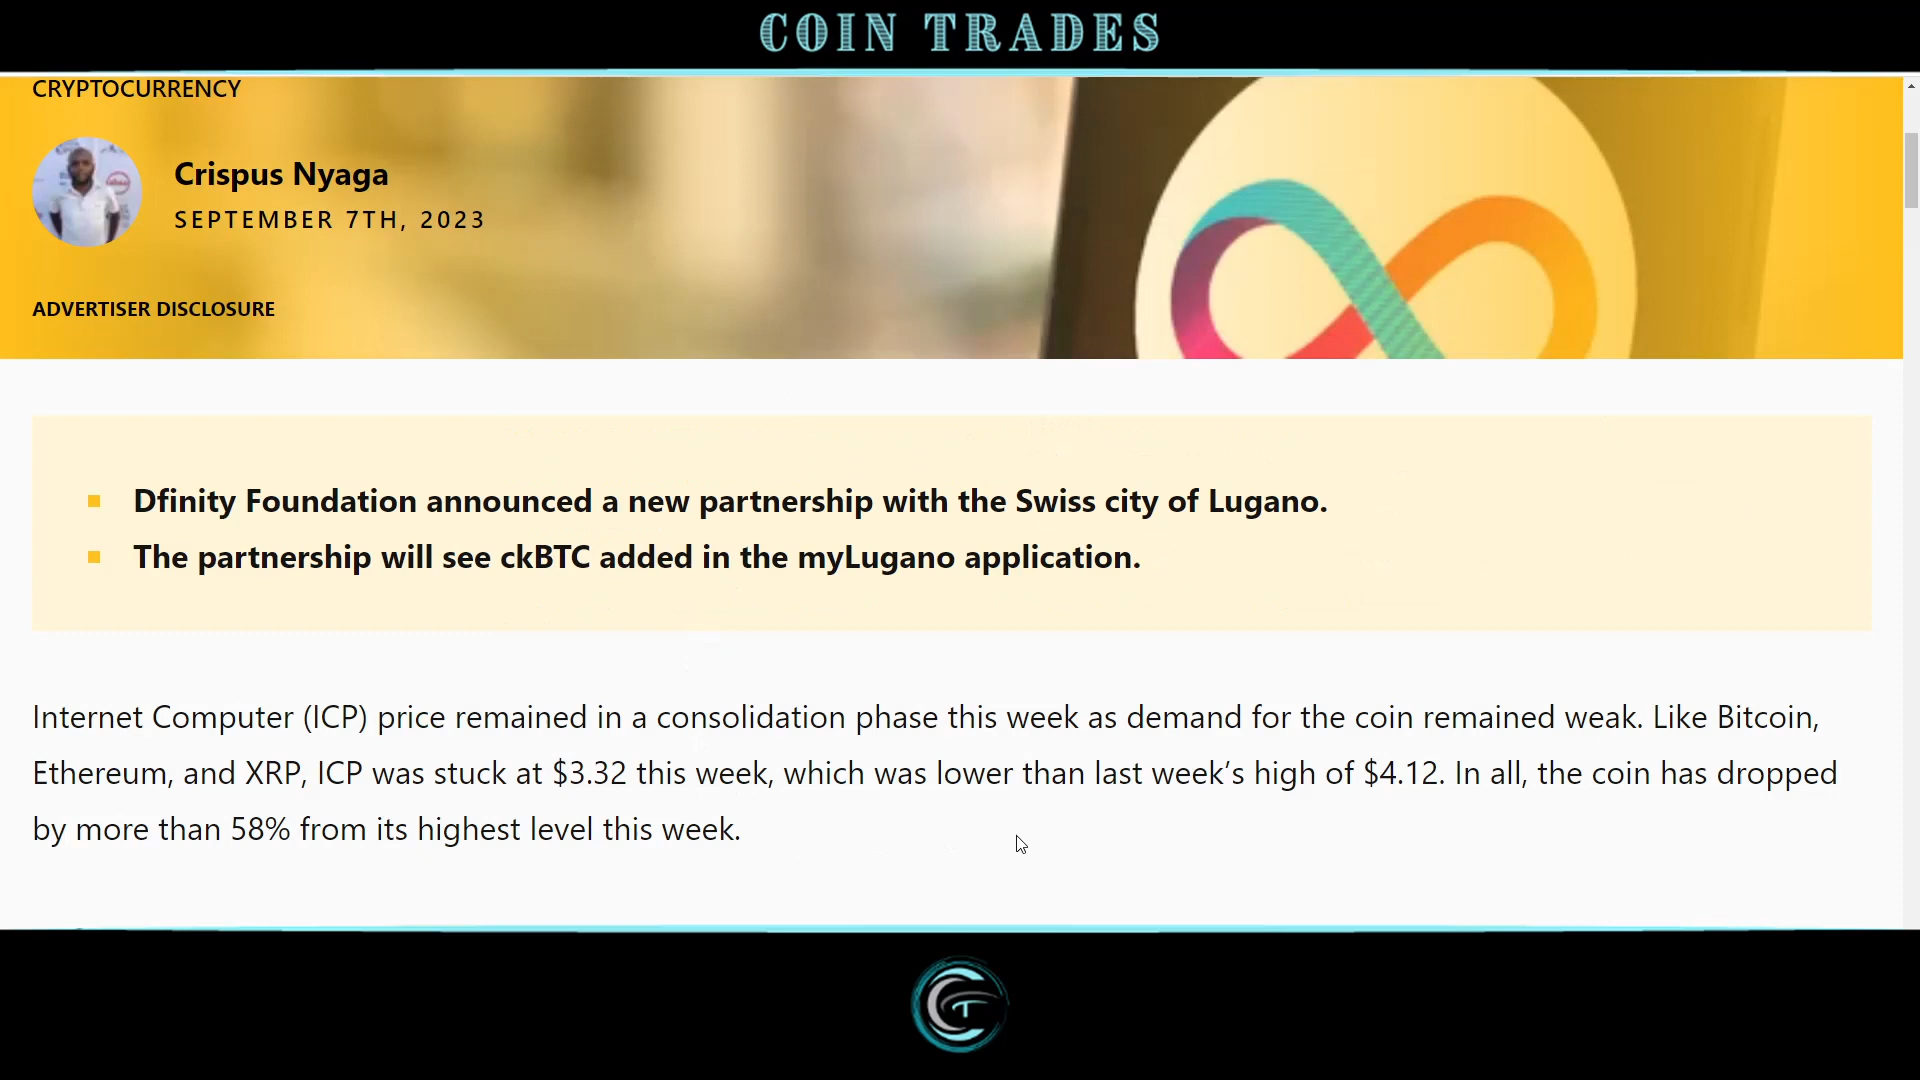 COIN TRADES
CRYPTOCURRENCY
Crispus Nyaga
SEPTEMBER 7TH, 2023
ADVERTISER DISCLOSURE
Dfinity Foundation announced a new partnership with the Swiss city of Lugano.
The partnership will see ckBTC added in the myLugano application.
Internet Computer (ICP) price remained in a consolidation phase this week as demand for the coin remained weak. Like Bitcoin,
Ethereum, and XRP, ICP was stuck at $3.32 this week, which was lower than last week’s high of $4.12. In all, the coin has dropped
by more than 58% from its highest level this week.
CT